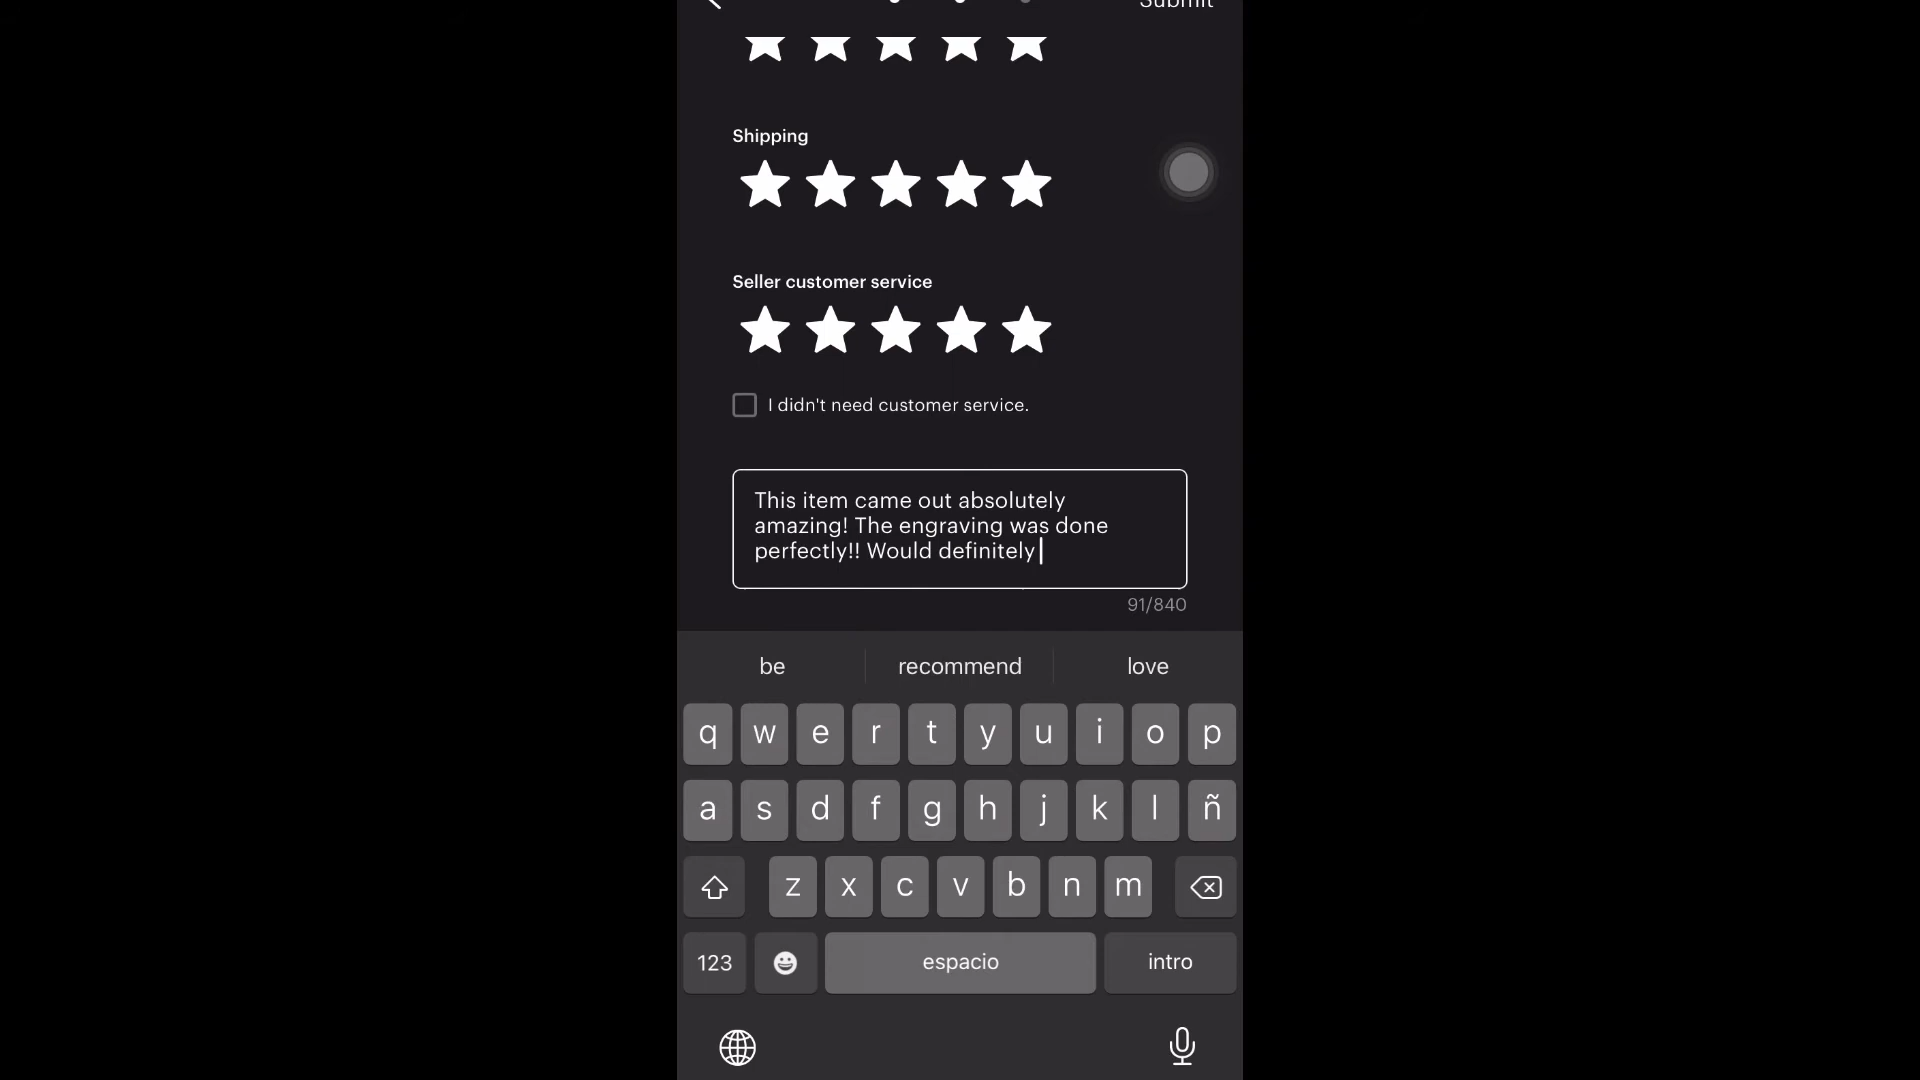 Submit
Shipping
Seller customer service
I didn't need customer service.
This item came out absolutely
amazing! The engraving was done
perfectly!! Would definitely
91/840
be recommend love
q w e r t y u i o p
a s d f g h j k l ñ
z x c v b n m
123 espacio intro